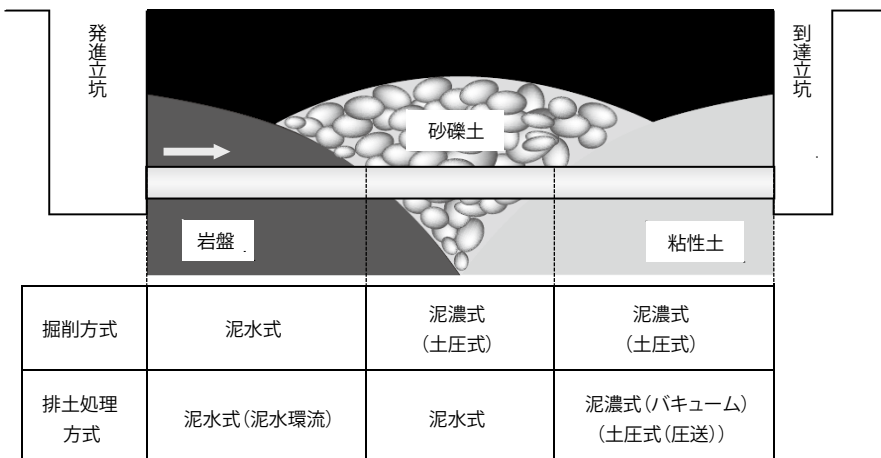 発進立坑
到達立坑
砂礫土
岩盤
粘性土
掘削方式
泥水式
泥濃式
（土圧式）
泥濃式
（土圧式）
排土処理
方式
泥水式（泥水環流）
泥水式
泥濃式（バキューム）
（土圧式（圧送））